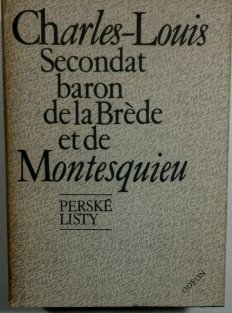 Charles-Louis
Secondat
baron
de la Brède
et de
Montesquieu
PERSKÉ
LISTY
ODEON